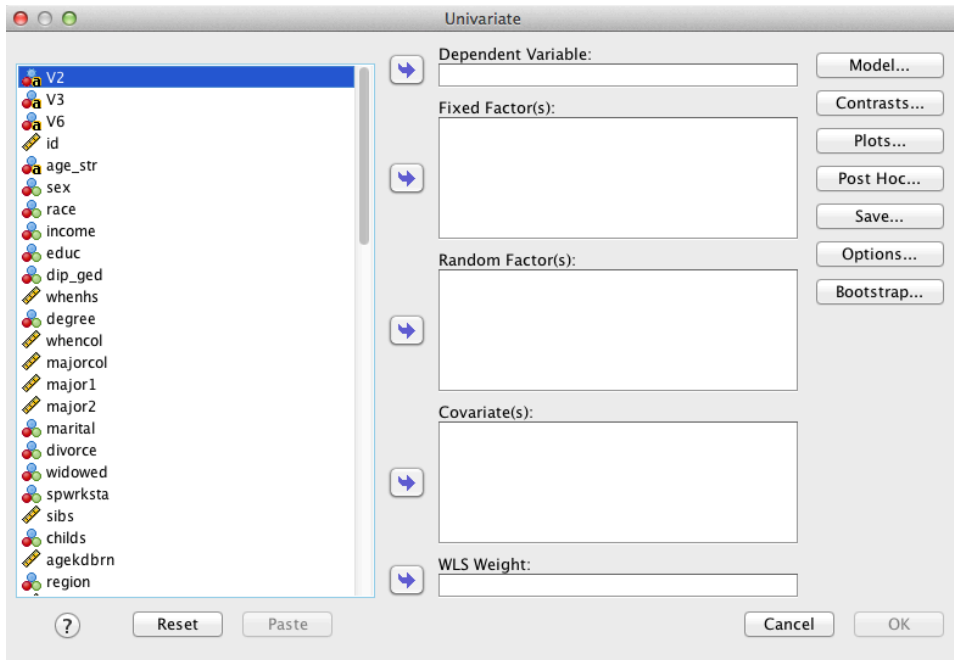 Univariate
V2
V3
V6
id
age_str
sex
race
income
educ
dip_ged
whenhs
degree
whencol
majorcol
major1
major2
marital
divorce
widowed
spwrksta
sibs
childs
agekdbrn
region
Dependent Variable:
Fixed Factor(s):
Random Factor(s):
Covariate(s):
WLS Weight:
Model...
Contrasts...
Plots...
Post Hoc...
Save...
Options...
Bootstrap...
?
Reset
Paste
Cancel
OK